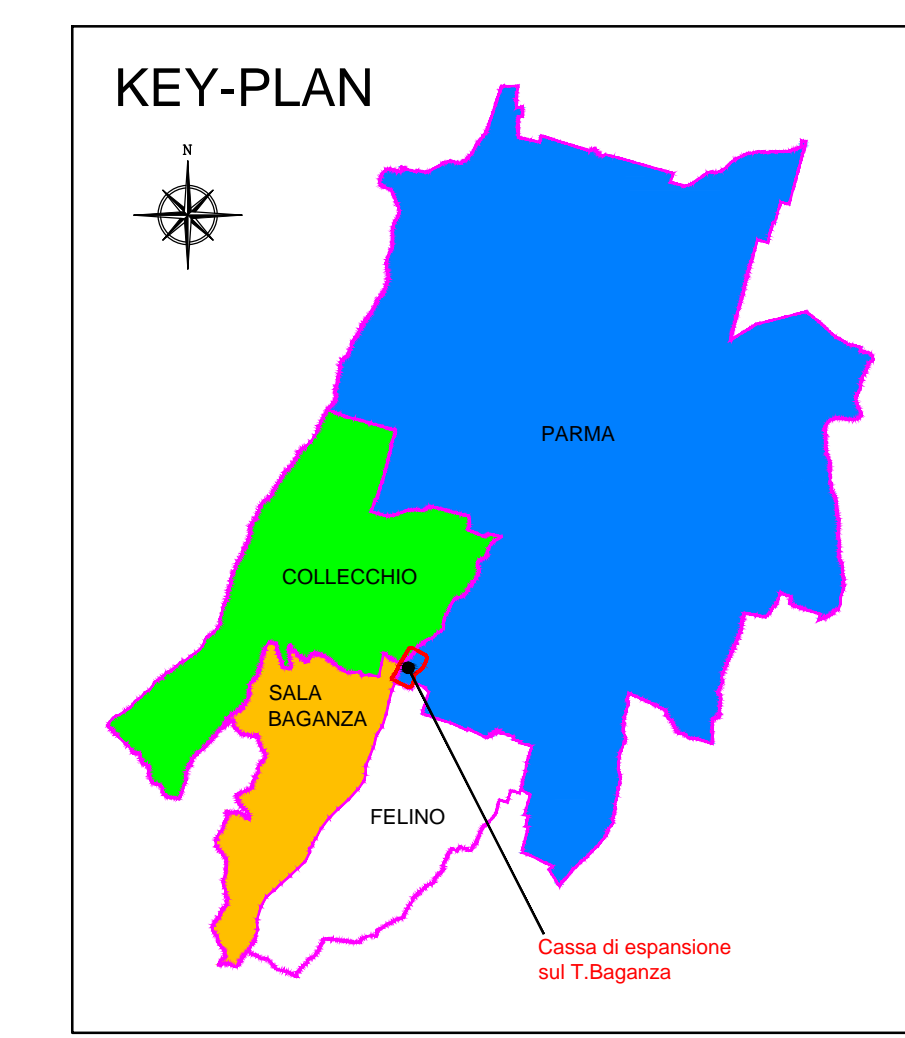 KEY-PLAN
N
PARMA
COLLECCHIO
SALA
BAGANZA
FELINO
Cassa di espansione
sul T.Baganza